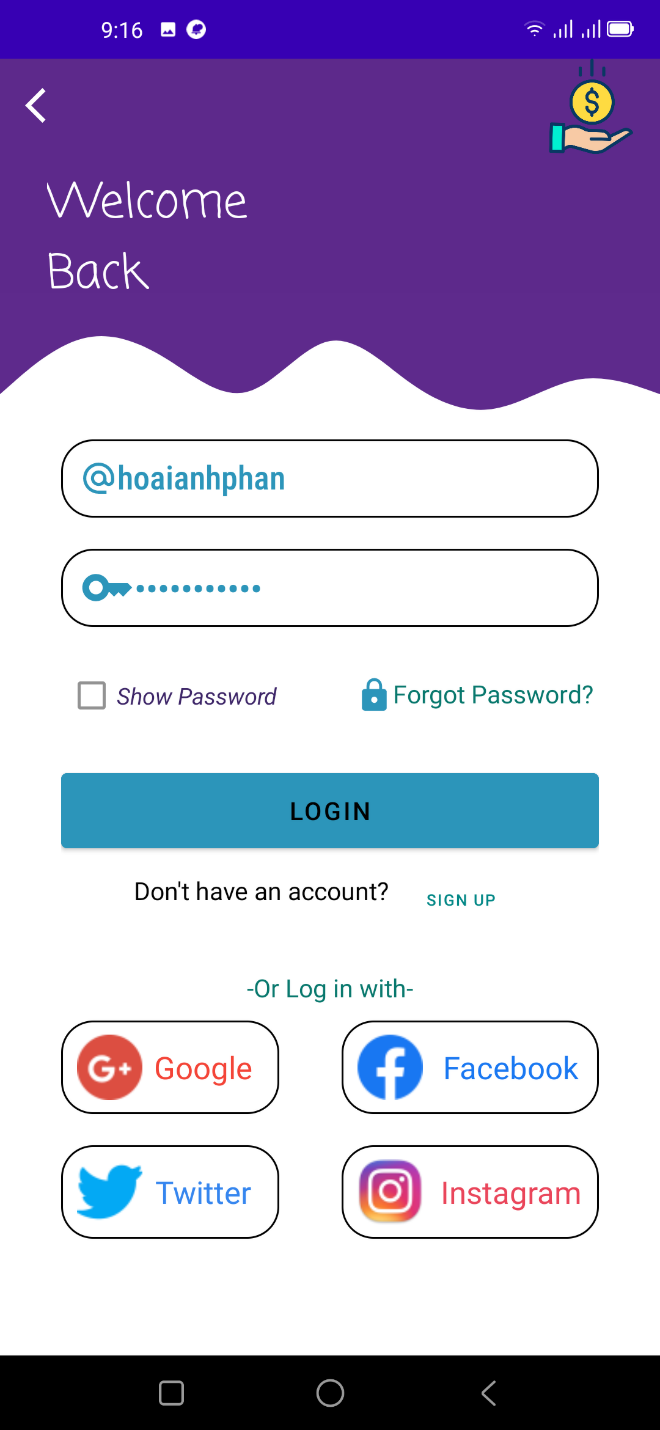 9:16
$
Welcome
Back
@hoaianhphan
•••••••••••
Show Password
Forgot Password?
LOGIN
Don't have an account? SIGN UP
-Or Log in with-
G+ Google
f Facebook
Twitter
Instagram